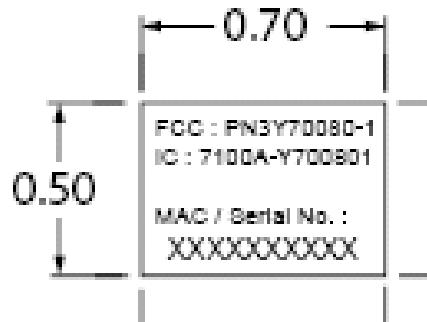 0.70
FCC : PN3Y70080-1
IC : 7100A-Y700801
0.50
MAC / Serial No. :
XXXXXXXXXX